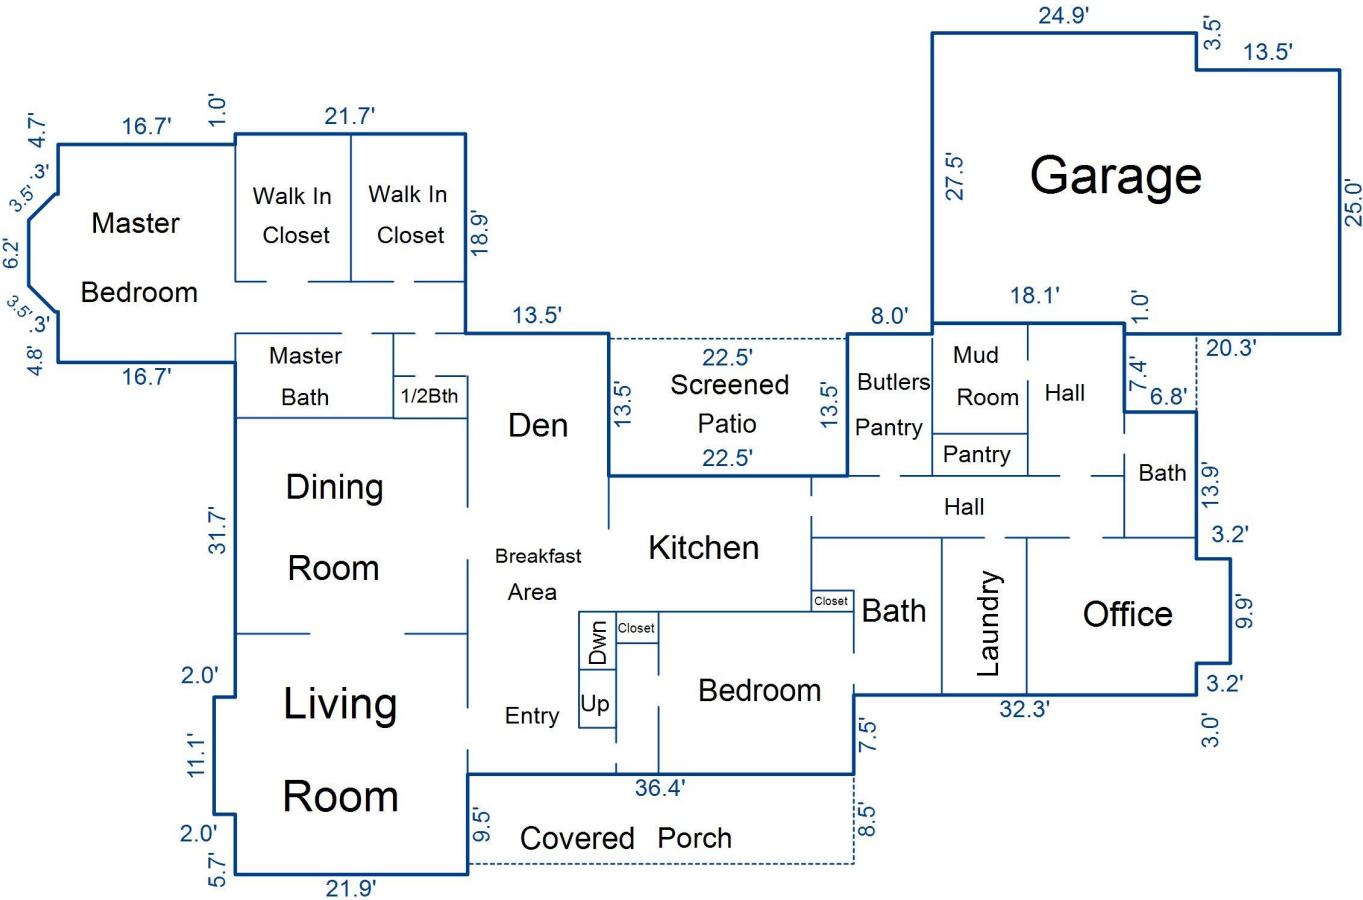 24.9'
3.5'
13.5'
Garage
27.5'
25.0'
18.1'
1.0'
20.3'
4.7'
16.7'
1.0'
21.7'
.3'
3.5'
6.2'
3.5'
.3'
4.8'
Master
Bedroom
16.7'
Walk In
Closet
Walk In
Closet
18.9'
13.5'
8.0'
22.5'
Screened
Patio
22.5'
13.5'
13.5'
Master
Bath
1/2Bth
Den
Butlers
Pantry
Mud
Room
Pantry
Hall
7.4'
6.8'
Bath
13.9'
Hall
3.2'
Dining
Room
31.7'
Breakfast
Area
Kitchen
Closet
Bath
Laundry
Office
9.9'
3.2'
3.0'
32.3'
Dwn
Closet
Up
Bedroom
7.5'
Entry
2.0'
11.1'
2.0'
5.7'
Living
Room
21.9'
9.5'
36.4'
Covered Porch
8.5'